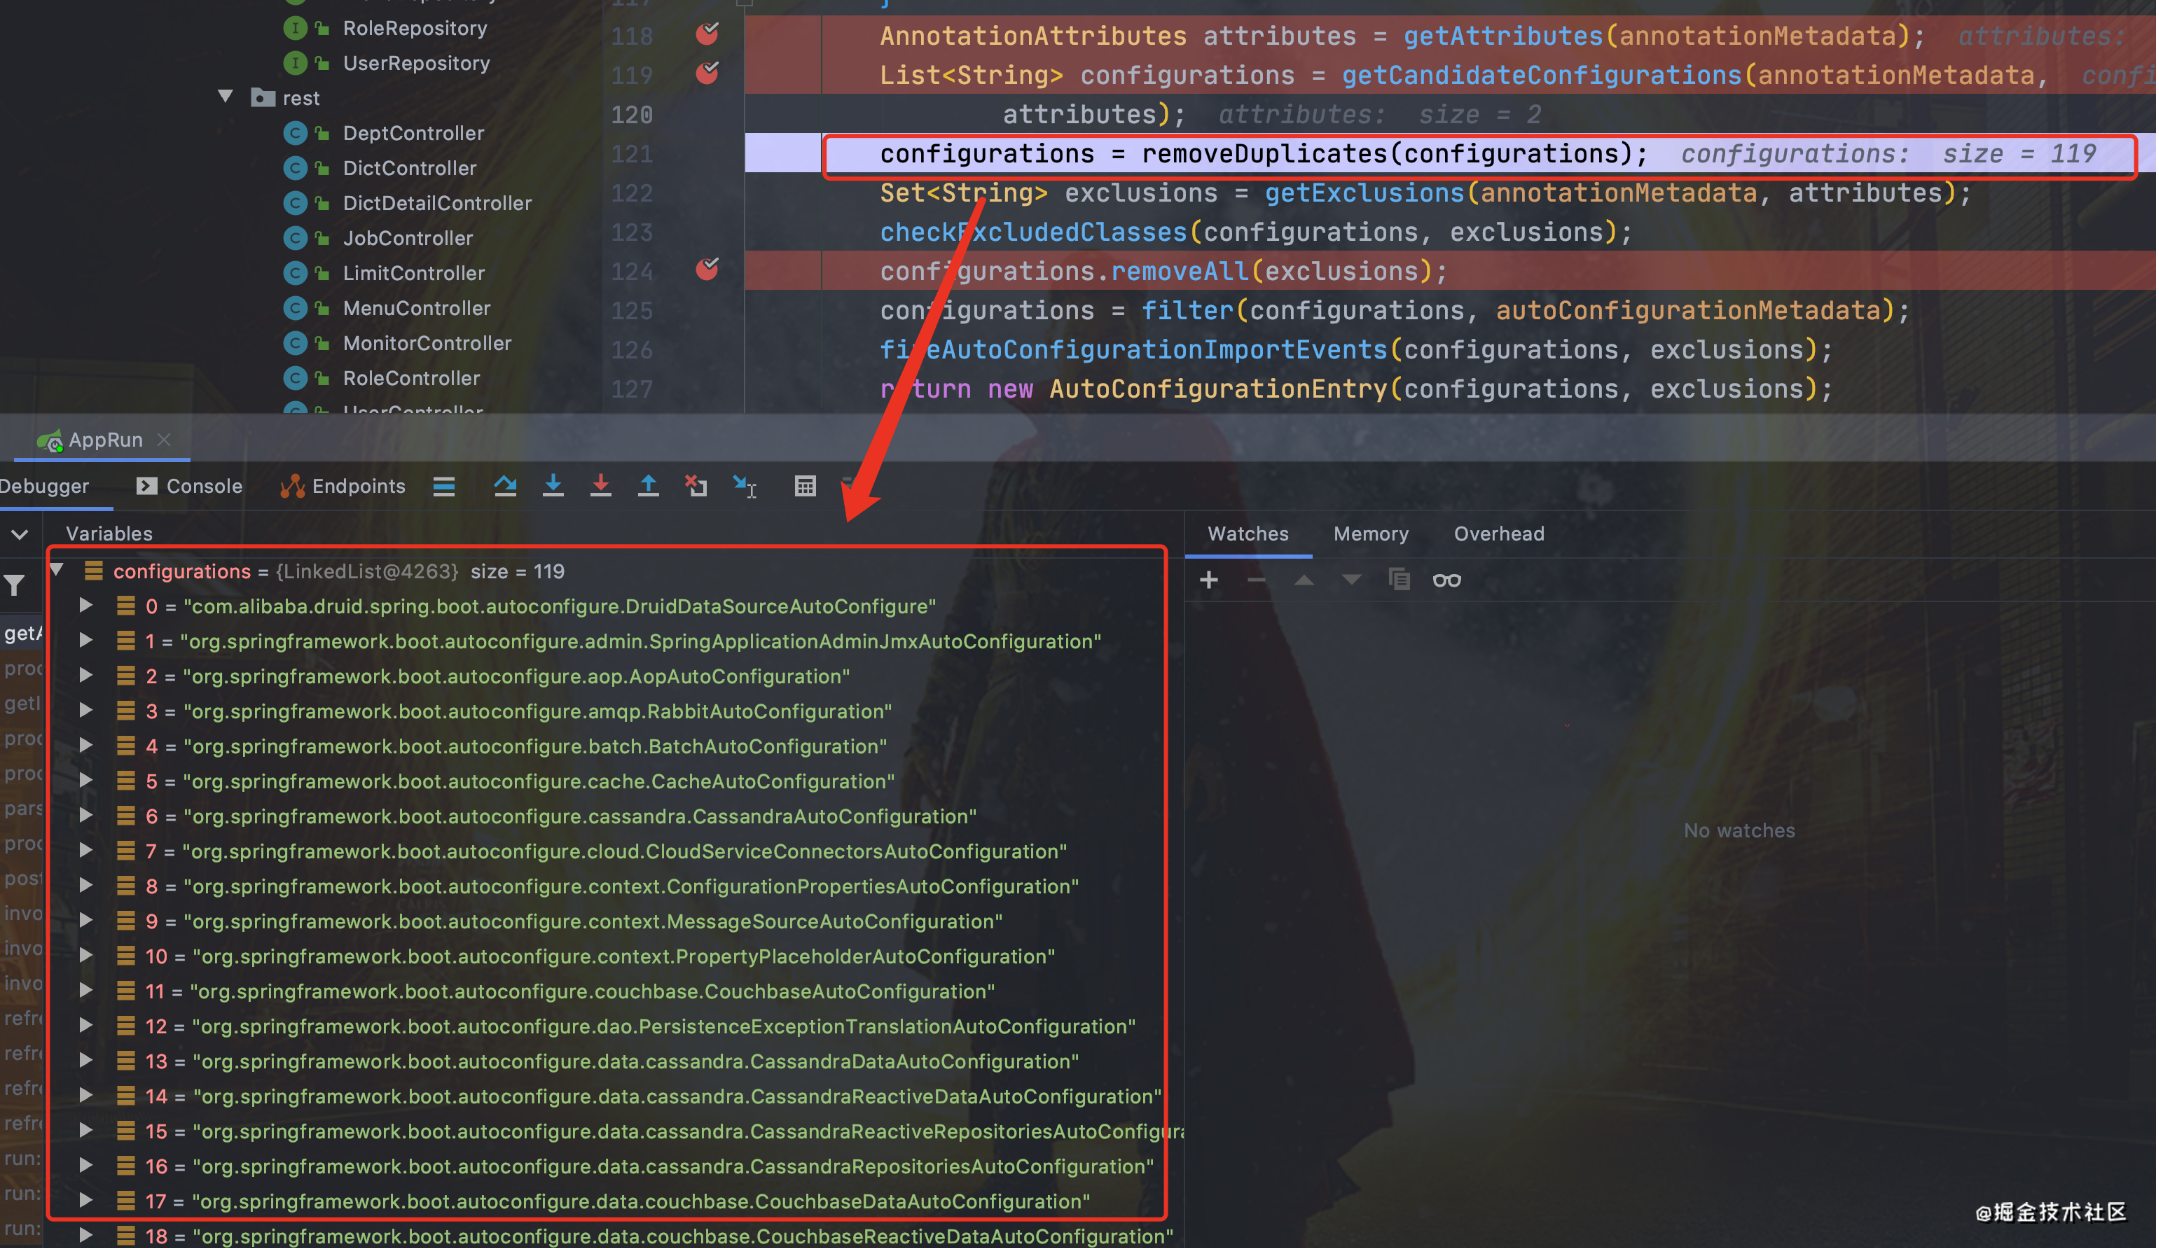 RoleRepository
UserRepository
rest
DeptController
DictController
DictDetailController
JobController
LimitController
MenuController
MonitorController
RoleController
UserController
118 AnnotationAttributes attributes = getAttributes(annotationMetadata); attributes:
119 List<String> configurations = getCandidateConfigurations(annotationMetadata, confi
120 attributes); attributes: size = 2
121 configurations = removeDuplicates(configurations); configurations: size = 119
122 Set<String> exclusions = getExclusions(annotationMetadata, attributes);
123 checkExcludedClasses(configurations, exclusions);
124 configurations.removeAll(exclusions);
125 configurations = filter(configurations, autoConfigurationMetadata);
126 fireAutoConfigurationImportEvents(configurations, exclusions);
127 return new AutoConfigurationEntry(configurations, exclusions);
AppRun
Debugger Console Endpoints
Variables
configurations = {LinkedList@4263} size = 119
0 = "com.alibaba.druid.spring.boot.autoconfigure.DruidDataSourceAutoConfigure"
1 = "org.springframework.boot.autoconfigure.admin.SpringApplicationAdminJmxAutoConfiguration"
2 = "org.springframework.boot.autoconfigure.aop.AopAutoConfiguration"
3 = "org.springframework.boot.autoconfigure.amqp.RabbitAutoConfiguration"
4 = "org.springframework.boot.autoconfigure.batch.BatchAutoConfiguration"
5 = "org.springframework.boot.autoconfigure.cache.CacheAutoConfiguration"
6 = "org.springframework.boot.autoconfigure.cassandra.CassandraAutoConfiguration"
7 = "org.springframework.boot.autoconfigure.cloud.CloudServiceConnectorsAutoConfiguration"
8 = "org.springframework.boot.autoconfigure.context.ConfigurationPropertiesAutoConfiguration"
9 = "org.springframework.boot.autoconfigure.context.MessageSourceAutoConfiguration"
10 = "org.springframework.boot.autoconfigure.context.PropertyPlaceholderAutoConfiguration"
11 = "org.springframework.boot.autoconfigure.couchbase.CouchbaseAutoConfiguration"
12 = "org.springframework.boot.autoconfigure.dao.PersistenceExceptionTranslationAutoConfiguration"
13 = "org.springframework.boot.autoconfigure.data.cassandra.CassandraDataAutoConfiguration"
14 = "org.springframework.boot.autoconfigure.data.cassandra.CassandraReactiveDataAutoConfiguration"
15 = "org.springframework.boot.autoconfigure.data.cassandra.CassandraReactiveRepositoriesAutoConfigura
16 = "org.springframework.boot.autoconfigure.data.cassandra.CassandraRepositoriesAutoConfiguration"
17 = "org.springframework.boot.autoconfigure.data.couchbase.CouchbaseDataAutoConfiguration"
18 = "org.springframework.boot.autoconfigure.data.couchbase.CouchbaseReactiveDataAutoConfiguration"
getA
proc
getI
proc
proc
pars
proc
post
invo
invo
invo
refre
refre
refre
refre
run:
run:
run:
Watches Memory Overhead
No watches
@掘金技术社区